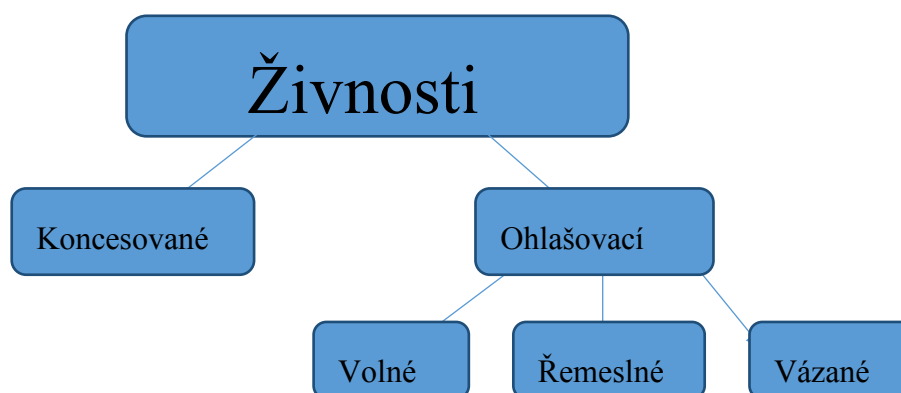 Živnosti
Koncesované
Ohlašovací
Volné
Řemeslné
Vázané